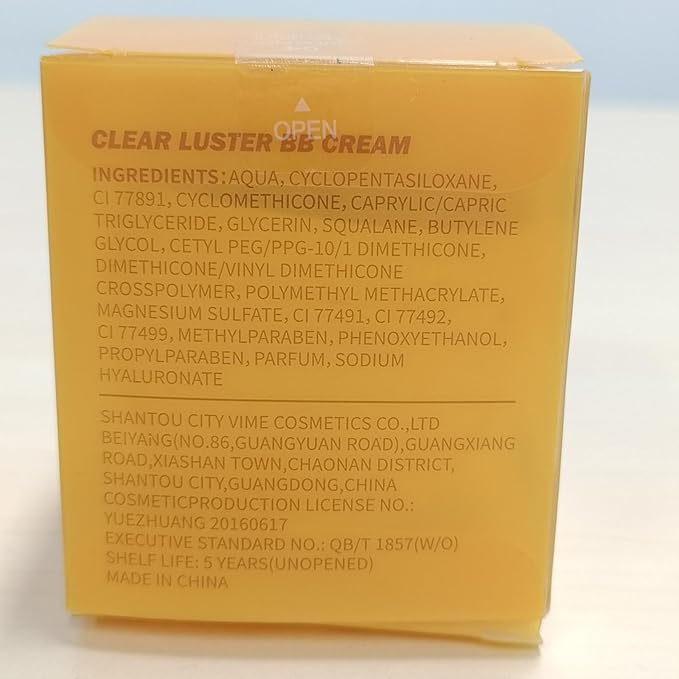 OPEN
CLEAR LUSTER BB CREAM
INGREDIENTS:AQUA, CYCLOPENTASILOXANE,
CI 77891, CYCLOMETHICONE, CAPRYLIC/CAPRIC
TRIGLYCERIDE, GLYCERIN, SQUALANE, BUTYLENE
GLYCOL, CETYL PEG/PPG-10/1 DIMETHICONE,
DIMETHICONE/VINYL DIMETHICONE
CROSSPOLYMER, POLYMETHYL METHACRYLATE,
MAGNESIUM SULFATE, CI 77491, CI 77492,
CI 77499, METHYLPARABEN, PHENOXYETHANOL,
PROPYLPARABEN, PARFUM, SODIUM
HYALURONATE
SHANTOU CITY VIME COSMETICS CO.,LTD
BEIYANG(NO.86,GUANGYUAN ROAD),GUANGXIANG
ROAD,XIASHAN TOWN,CHAONAN DISTRICT,
SHANTOU CITY,GUANGDONG,CHINA
COSMETICPRODUCTION LICENSE NO.:
YUEZHUANG 20160617
EXECUTIVE STANDARD NO.: QB/T 1857(W/O)
SHELF LIFE: 5 YEARS(UNOPENED)
MADE IN CHINA